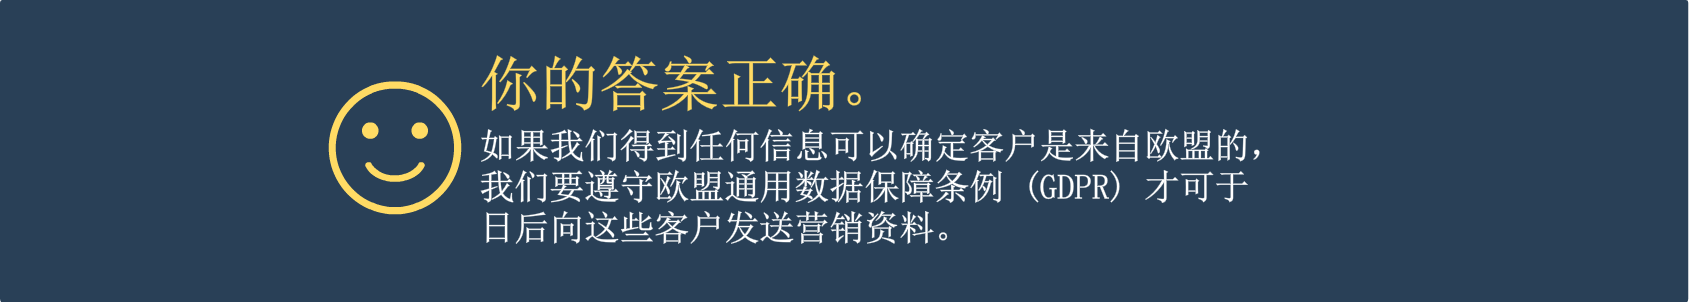 你的答案正确。
如果我们得到任何信息可以确定客户是来自欧盟的，
我们要遵守欧盟通用数据保障条例 (GDPR) 才可于
日后向这些客户发送营销资料。